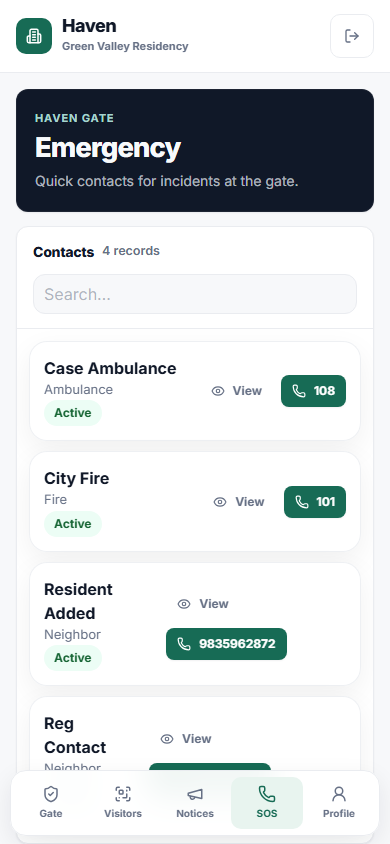 Haven
Green Valley Residency
HAVEN GATE
Emergency
Quick contacts for incidents at the gate.
Contacts 4 records
Search...
Case Ambulance
Ambulance
Active
View
108
City Fire
Fire
Active
View
101
Resident
Added
Neighbor
Active
View
9835962872
Reg
Contact
Neighbor
View
Gate
Visitors
Notices
SOS
Profile